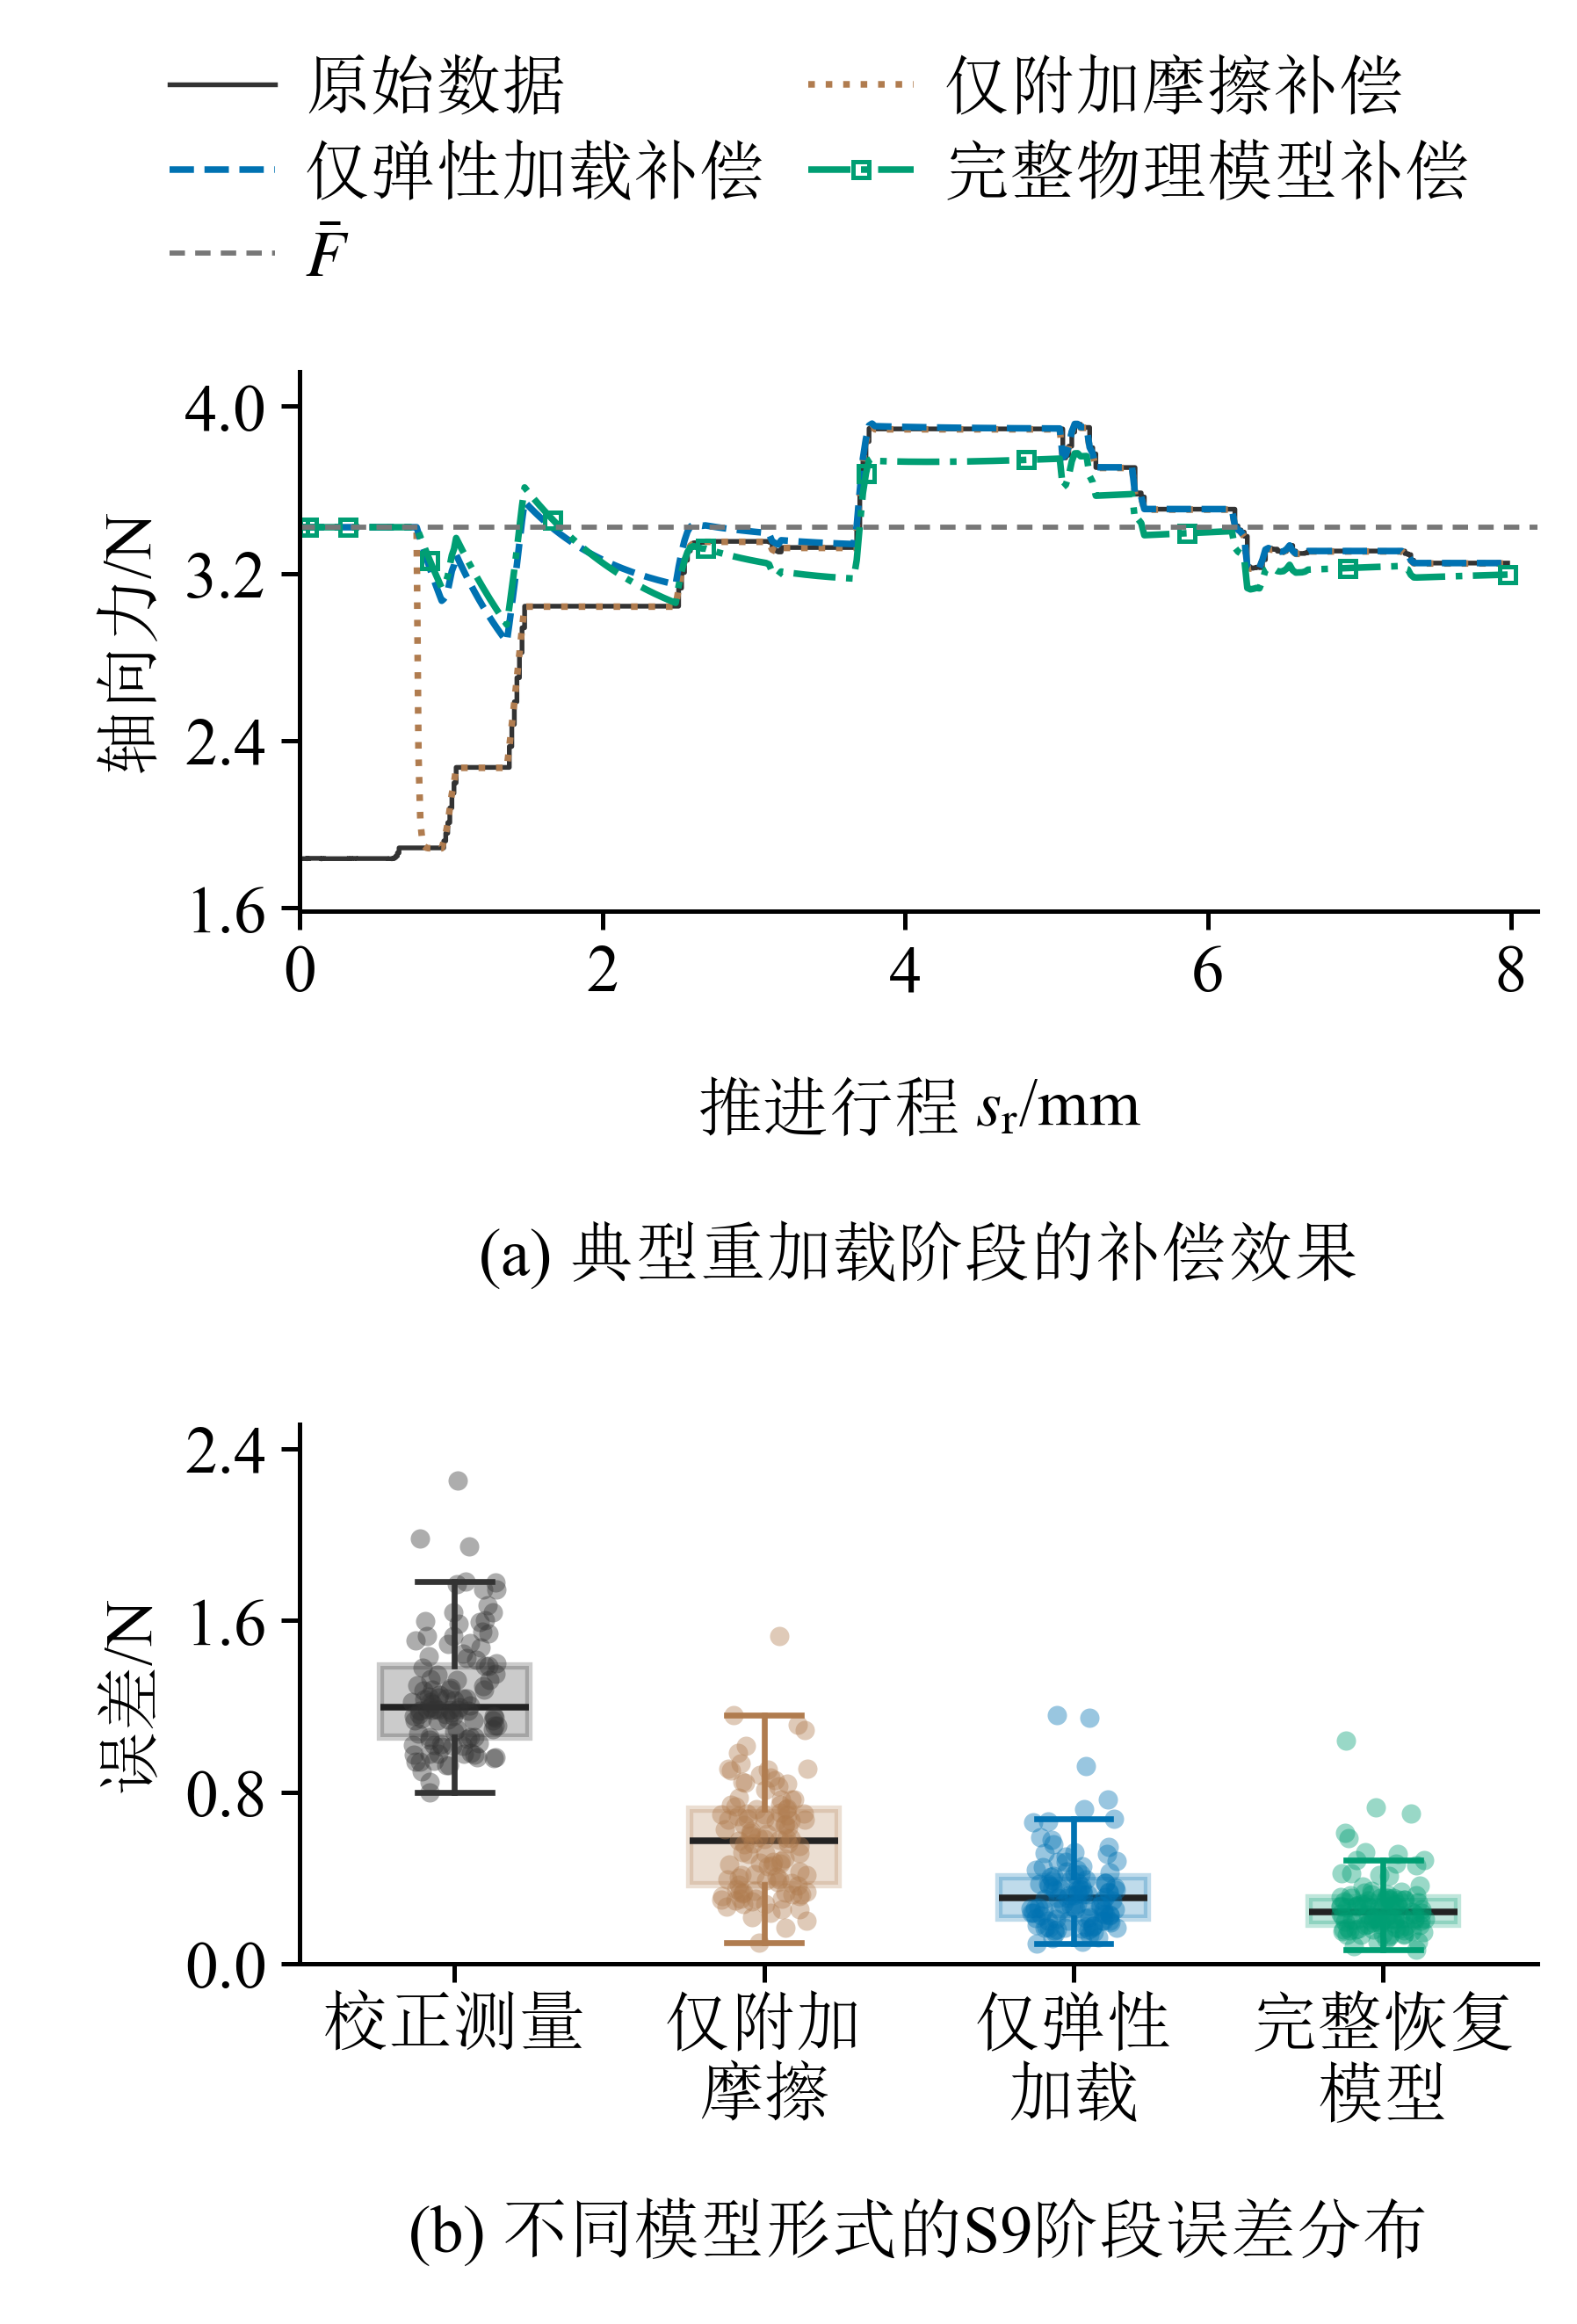 原始数据
仅附加摩擦补偿
仅弹性加载补偿
完整物理模型补偿
F̄
4.0
3.2
2.4
1.6
轴向力/N
0 2 4 6 8
推进行程 sᵣ/mm
(a) 典型重加载阶段的补偿效果
2.4
1.6
0.8
0.0
误差/N
校正测量
仅附加
摩擦
仅弹性
加载
完整恢复
模型
(b) 不同模型形式的S9阶段误差分布